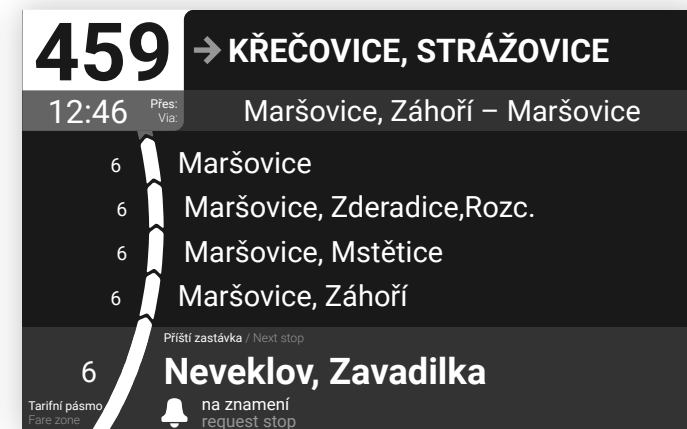 459 → KŘEČOVICE, STRÁŽOVICE
12:46 Přes: Via: Maršovice, Záhoří – Maršovice
6 Maršovice
6 Maršovice, Zderadice,Rozc.
6 Maršovice, Mstětice
6 Maršovice, Záhoří
Příští zastávka / Next stop
6 Neveklov, Zavadilka
Tarifní pásmo na znamení
Fare zone request stop